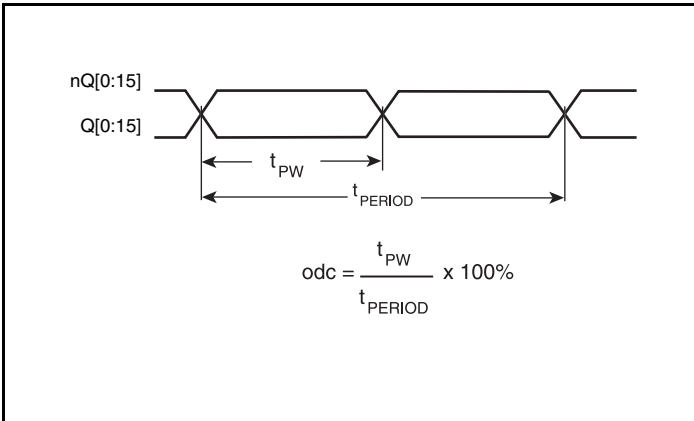 nQ[0:15]
Q[0:15]
tPW
tPERIOD
odc = tPW / tPERIOD x 100%